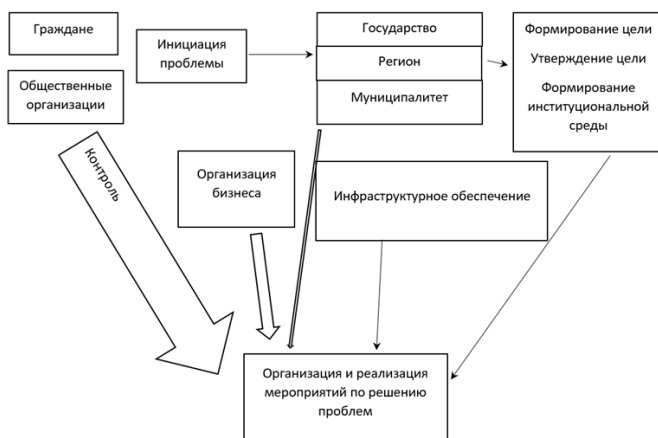 Граждане
Инициация
проблемы
Государство
Регион
Муниципалитет
Формирование цели
Утверждение цели
Формирование
институциональной
среды
Общественные
организации
Контроль
Организация
бизнеса
Инфраструктурное обеспечение
Организация и реализация
мероприятий по решению
проблем